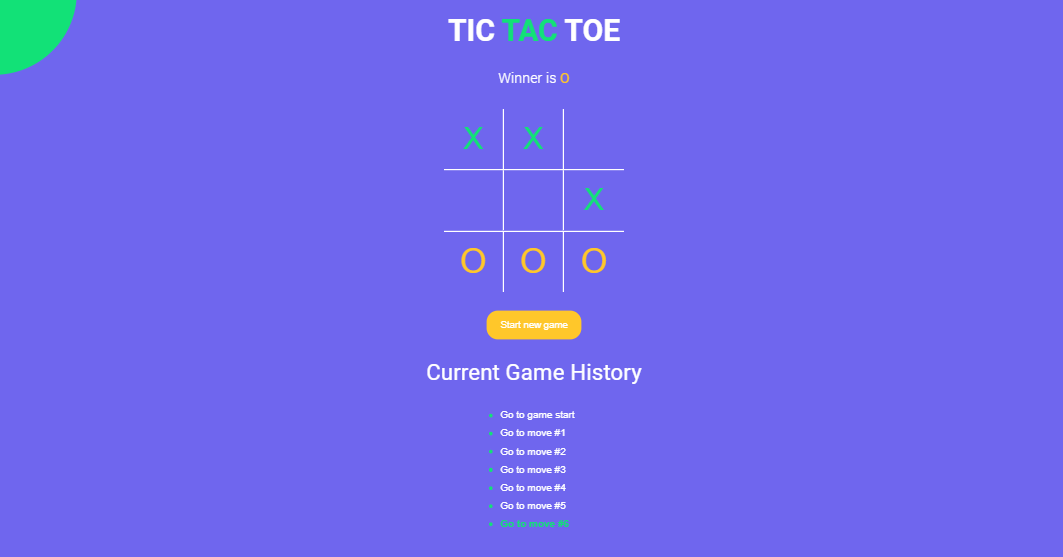 TIC TAC TOE
Winner is O
X X
X
O O O
Start new game
Current Game History
Go to game start
Go to move #1
Go to move #2
Go to move #3
Go to move #4
Go to move #5
Go to move #6